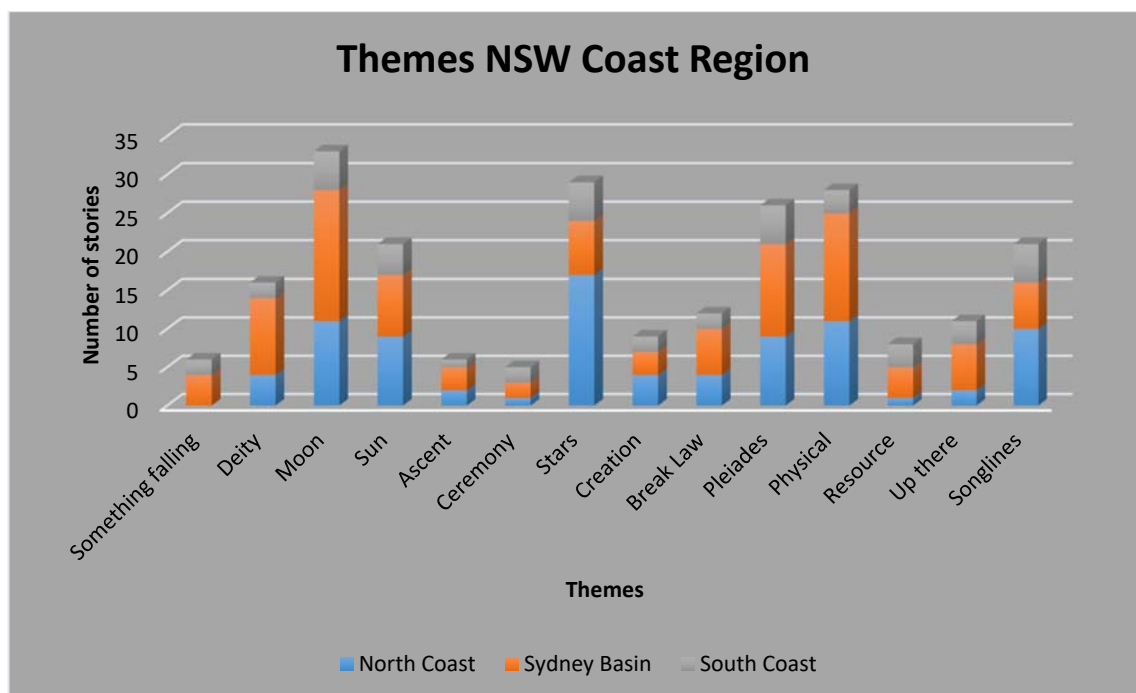 Themes NSW Coast Region
Number of stories
35
30
25
20
15
10
5
0
Something falling
Deity
Moon
Sun
Ascent
Ceremony
Stars
Creation
Break Law
Pleiades
Physical
Resource
Up there
Songlines
Themes
North Coast Sydney Basin South Coast